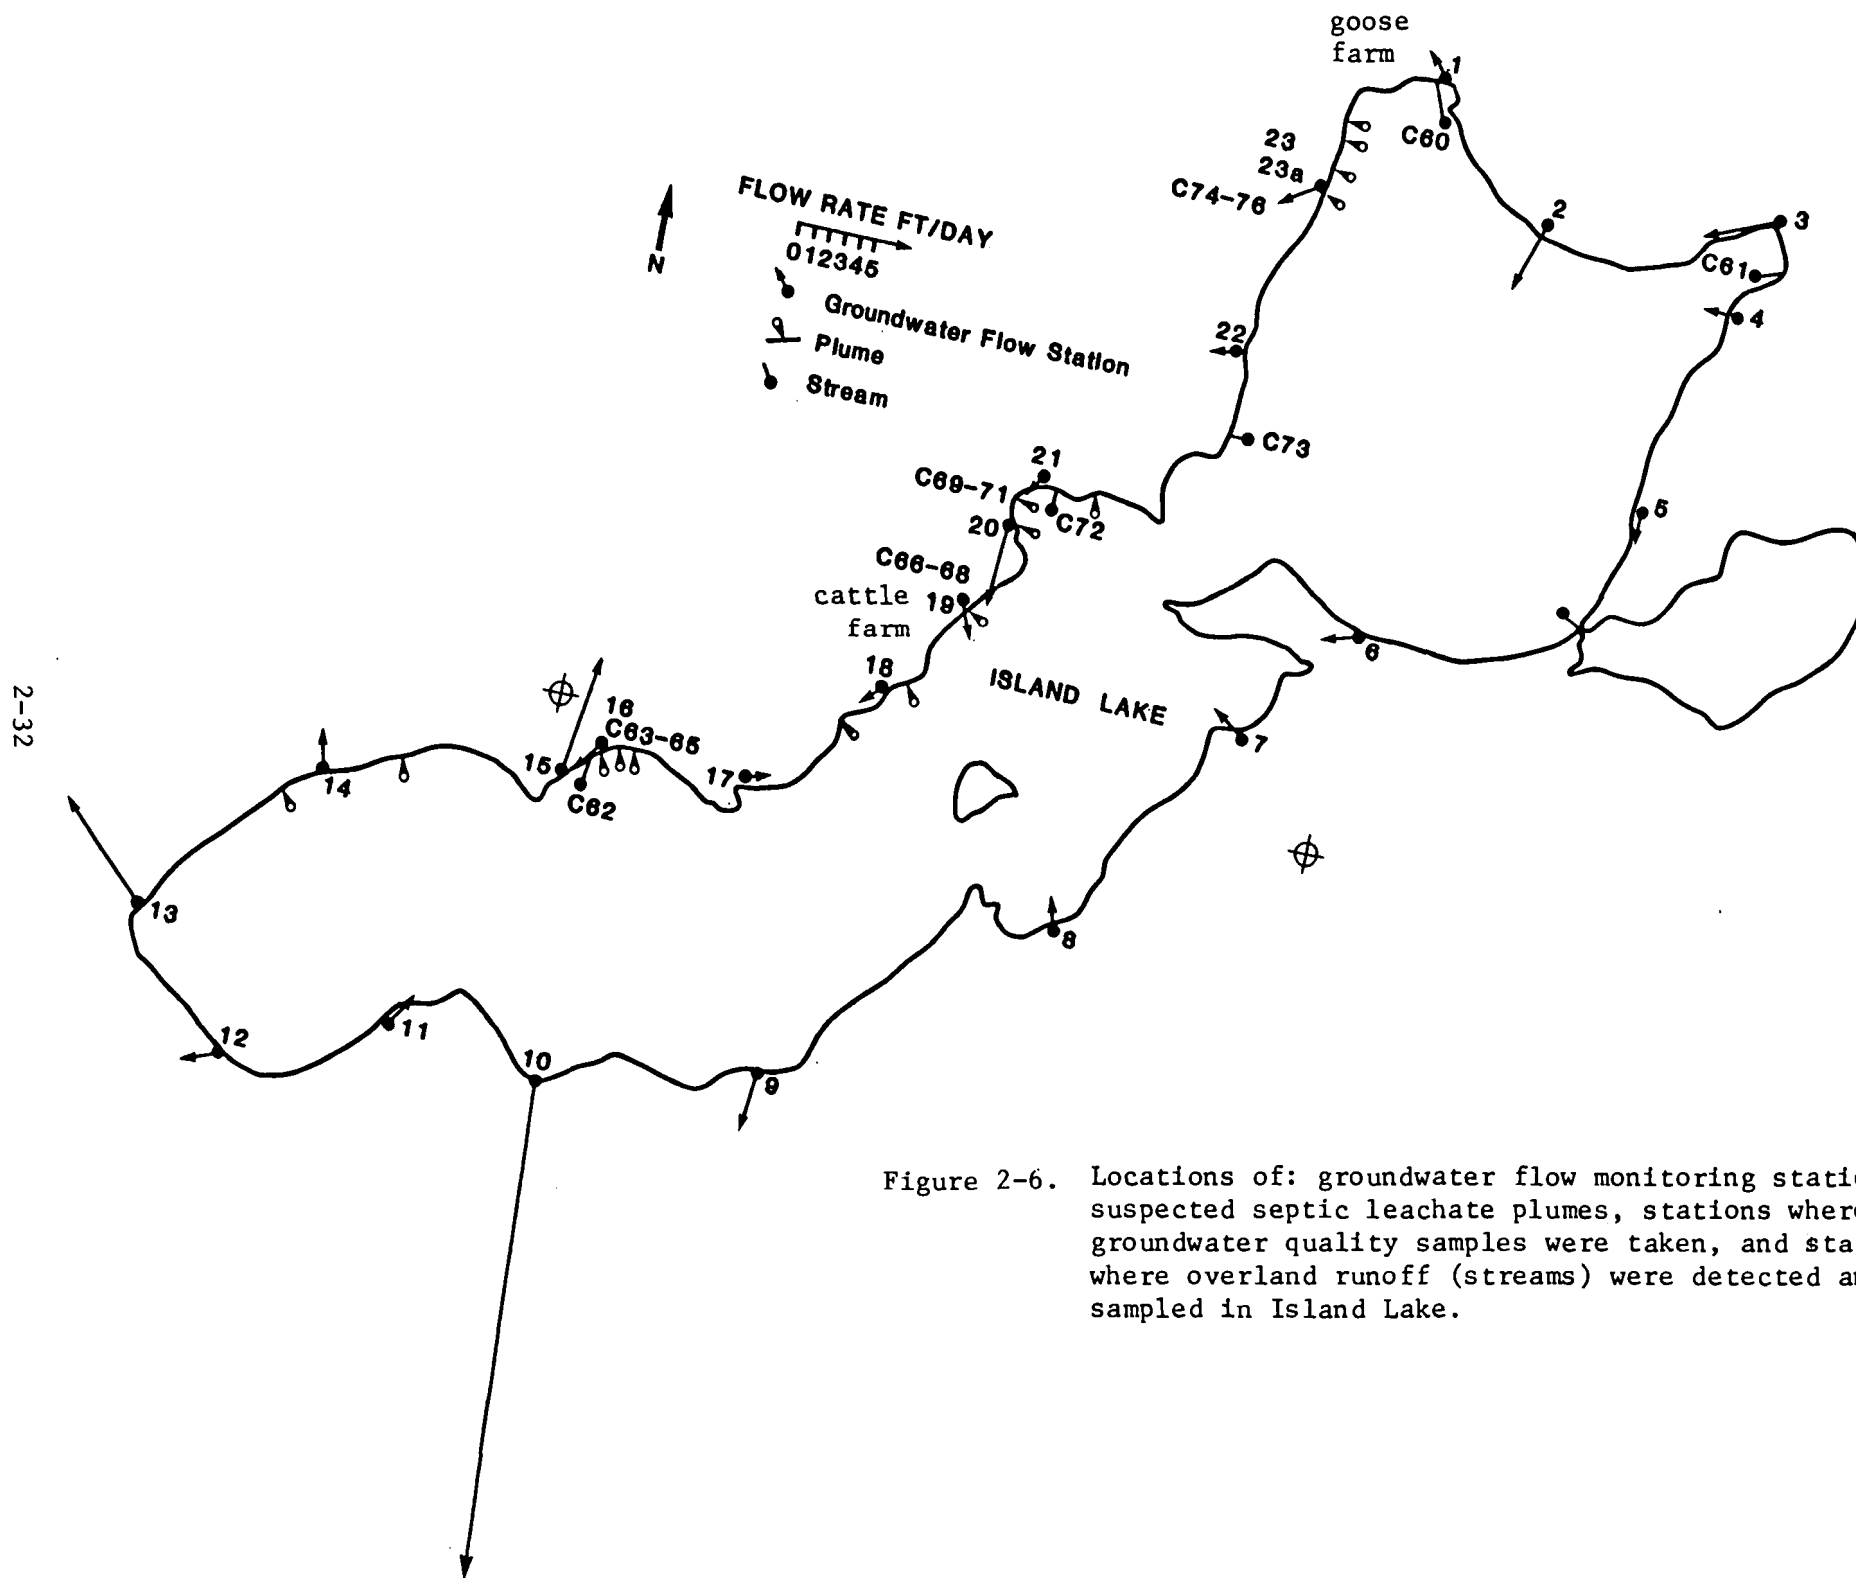 goose
farm
1
C60
23
23a
C74-76
2
3
C61
4
FLOW RATE FT/DAY
012345
N
Groundwater Flow Station
Plume
Stream
22
C73
21
C69-71
20
C72
5
C66-68
cattle
farm
19
18
6
ISLAND LAKE
7
2-32
16
C63-65
15
17
C62
14
13
8
12
11
10
9
Figure 2-6. Locations of: groundwater flow monitoring stati
suspected septic leachate plumes, stations where
groundwater quality samples were taken, and sta
where overland runoff (streams) were detected a
sampled in Island Lake.